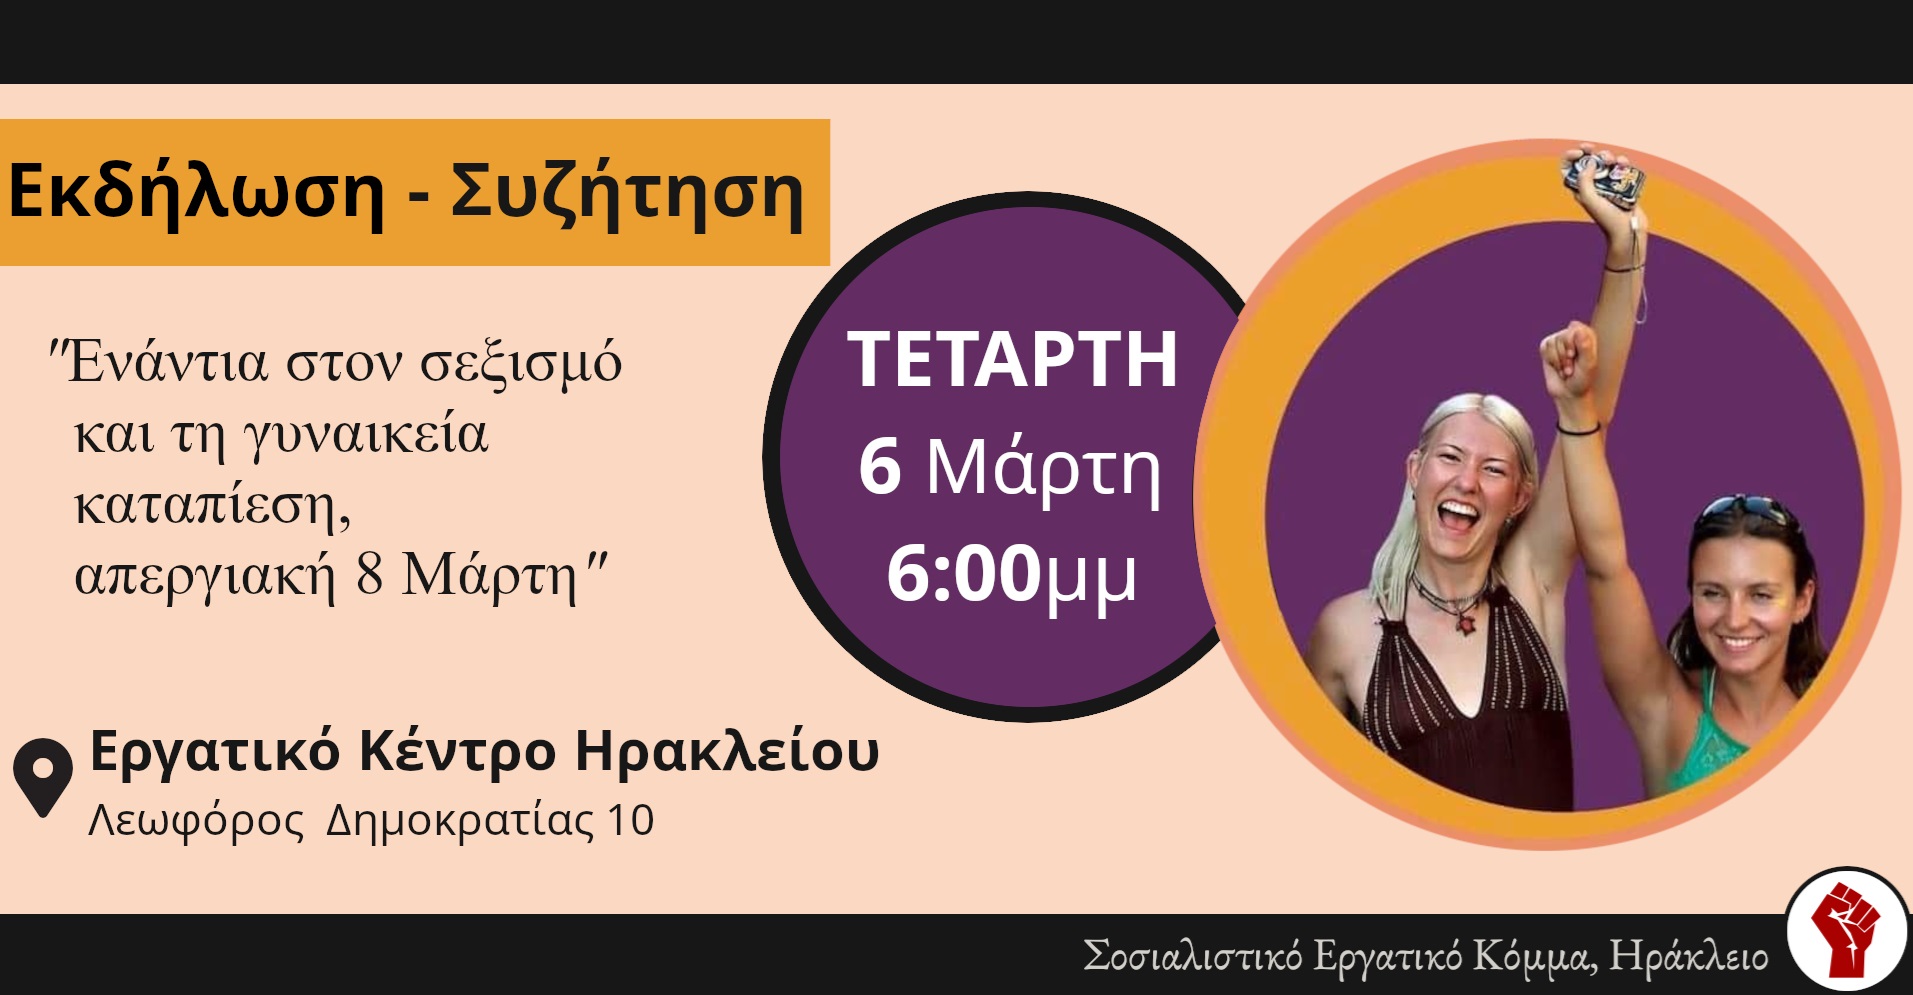 Εκδήλωση - Συζήτηση
"Ενάντια στον σεξισμό
και τη γυναικεία
καταπίεση,
απεργιακή 8 Μάρτη"
ΤΕΤΑΡΤΗ
6 Μάρτη
6:00μμ
Εργατικό Κέντρο Ηρακλείου
Λεωφόρος Δημοκρατίας 10
Σοσιαλιστικό Εργατικό Κόμμα, Ηράκλειο